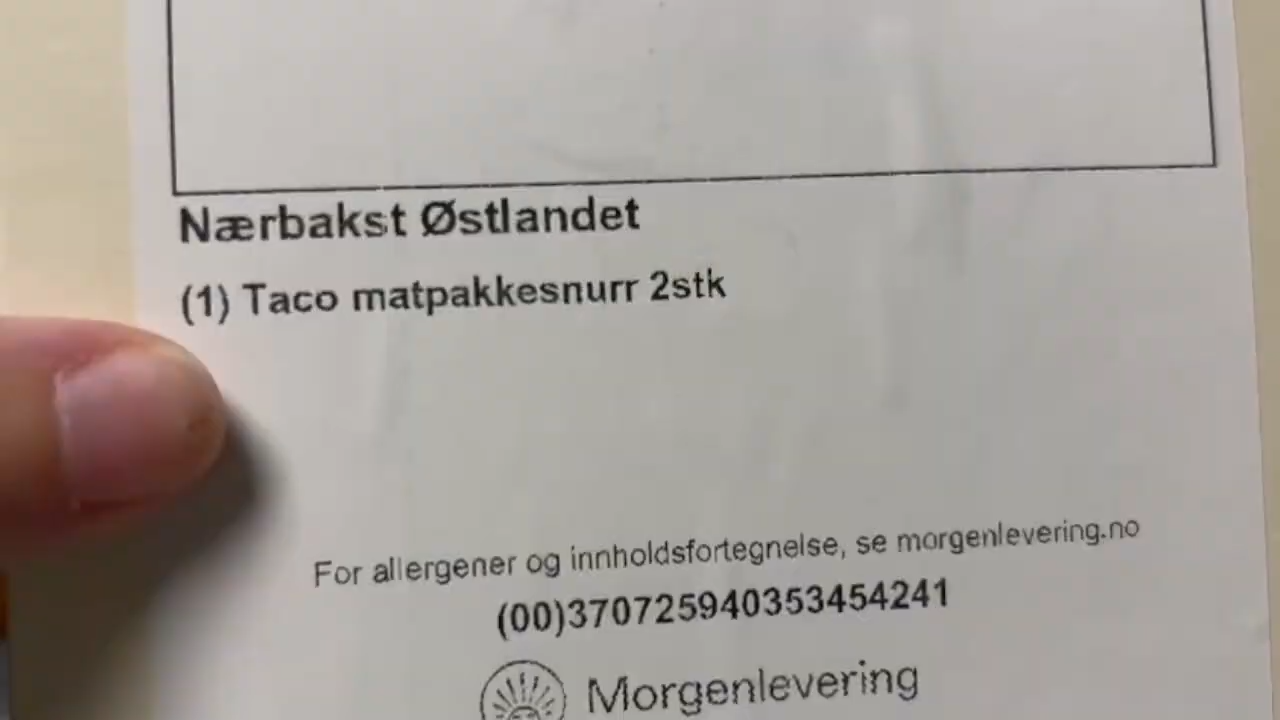 Nærbakst Østlandet
(1) Taco matpakkesnurr 2stk
For allergener og innholdsfortegnelse, se morgenlevering.no
(00)370725940353454241
Morgenlevering